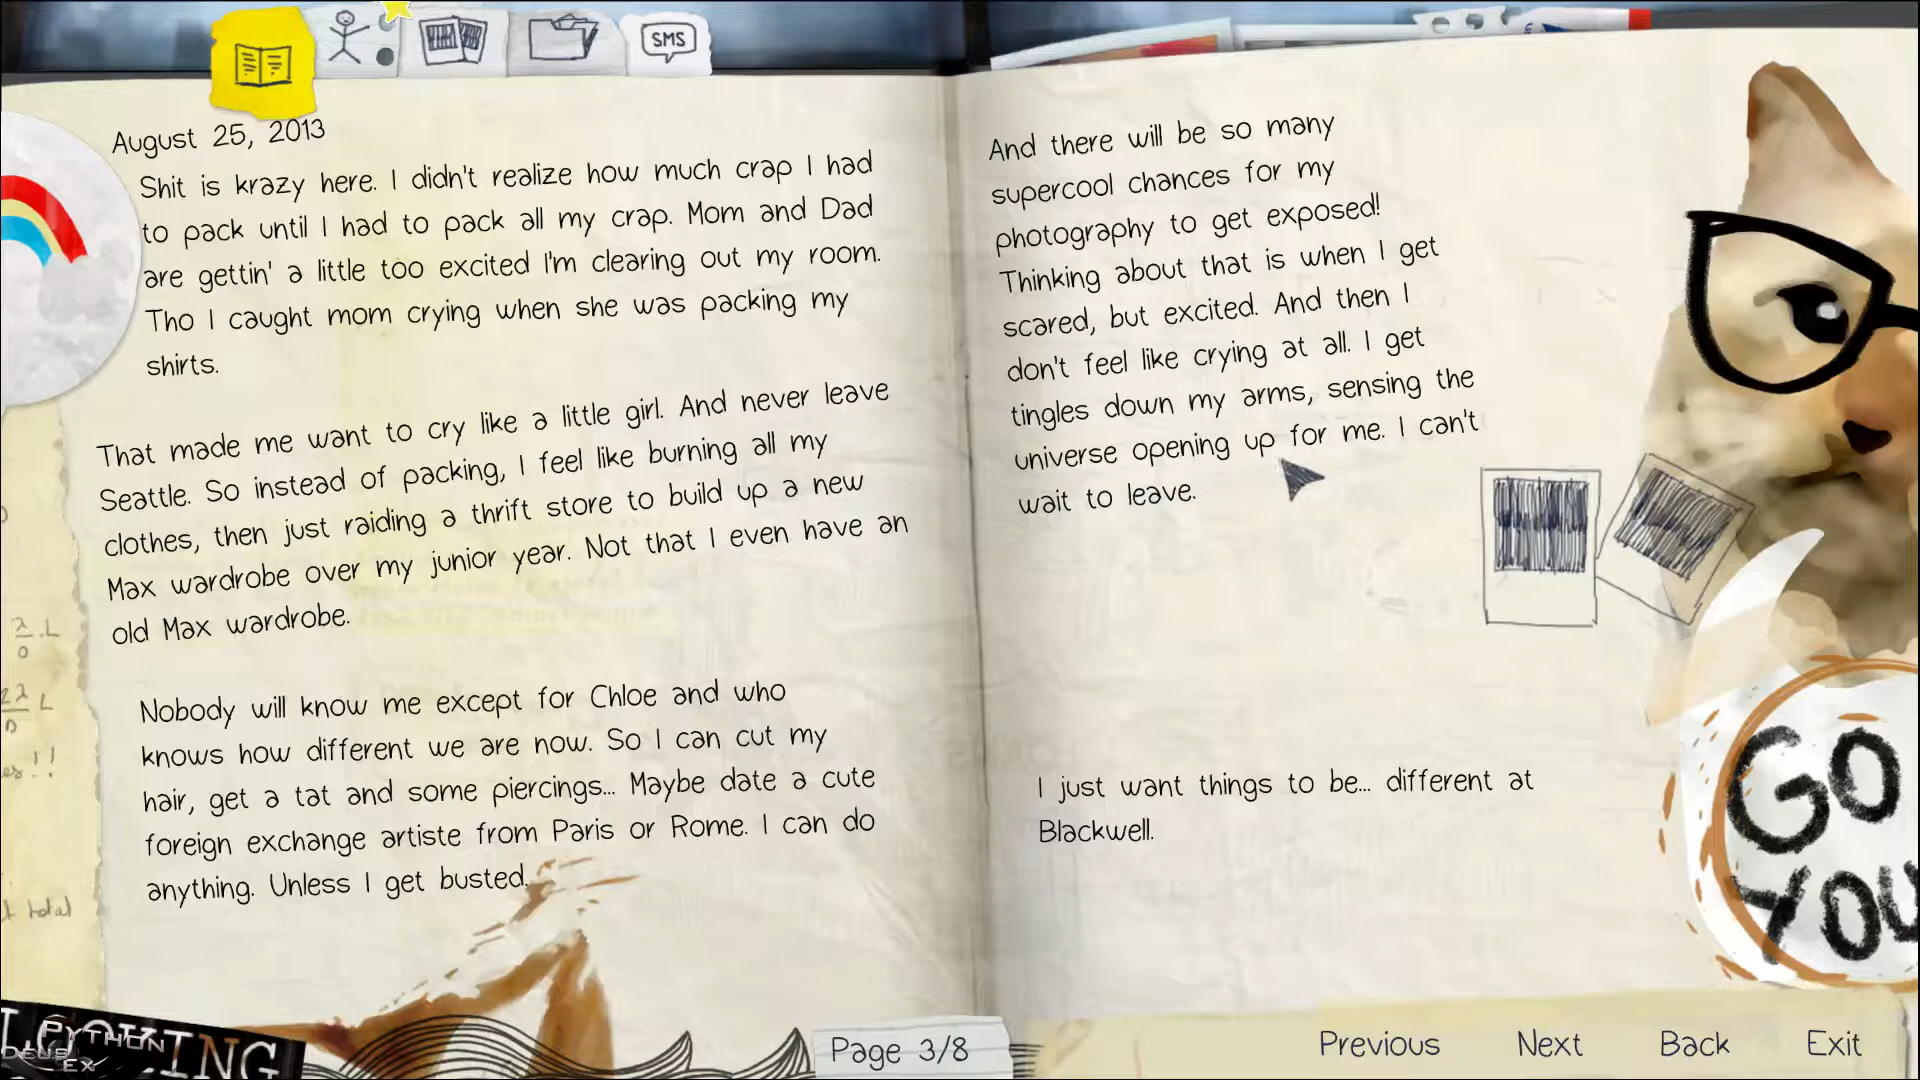 SMS
August 25, 2013
Shit is krazy here. I didn't realize how much crap I had
to pack until I had to pack all my crap. Mom and Dad
are gettin' a little too excited I'm clearing out my room.
Tho I caught mom crying when she was packing my
shirts.
That made me want to cry like a little girl. And never leave
Seattle. So instead of packing, I feel like burning all my
clothes, then just raiding a thrift store to build up a new
Max wardrobe over my junior year. Not that I even have an
old Max wardrobe.
Nobody will know me except for Chloe and who
knows how different we are now. So I can cut my
hair, get a tat and some piercings... Maybe date a cute
foreign exchange artiste from Paris or Rome. I can do
anything. Unless I get busted.
And there will be so many
supercool chances for my
photography to get exposed!
Thinking about that is when I get
scared, but excited. And then I
don't feel like crying at all. I get
tingles down my arms, sensing the
universe opening up for me. I can't
wait to leave.
I just want things to be... different at
Blackwell.
GO
YOU
total
PYTHON
DEUS
EX
Page 3/8
Previous Next Back Exit